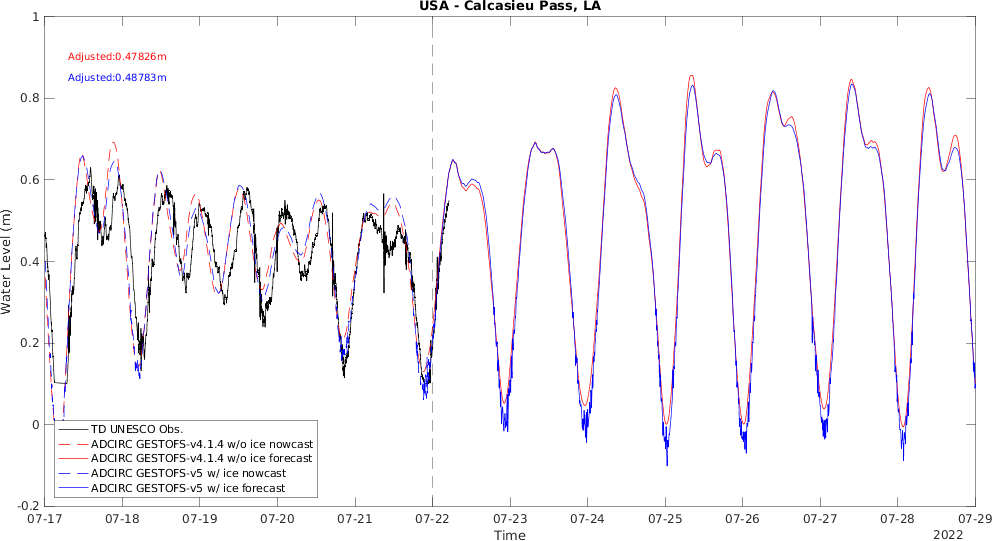 USA - Calcasieu Pass, LA
Adjusted:0.47826m
Adjusted:0.48783m
Water Level (m)
1
0.8
0.6
0.4
0.2
0
-0.2
TD UNESCO Obs.
ADCIRC GESTOFS-v4.1.4 w/o ice nowcast
ADCIRC GESTOFS-v4.1.4 w/o ice forecast
ADCIRC GESTOFS-v5 w/ ice nowcast
ADCIRC GESTOFS-v5 w/ ice forecast
07-17 07-18 07-19 07-20 07-21 07-22 07-23 07-24 07-25 07-26 07-27 07-28 07-29
Time
2022